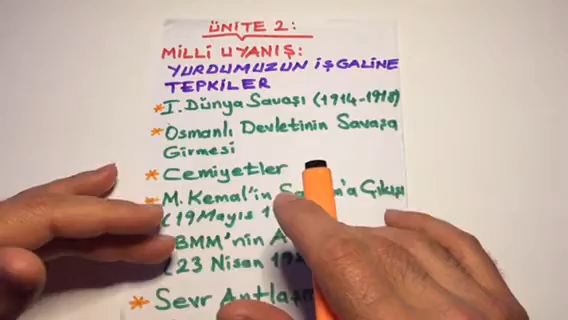 ÜNİTE 2:
MİLLİ UYANIŞ:
YURDUMUZUN İŞGALİNE
TEPKİLER
* I. Dünya Savaşı (1914-1918)
* Osmanlı Devletinin Savaşa
Girmesi
* Cemiyetler
* M. Kemal'in Çıkışı
(19 Mayıs
BMM'nin
(23 Nisan
* Sevr